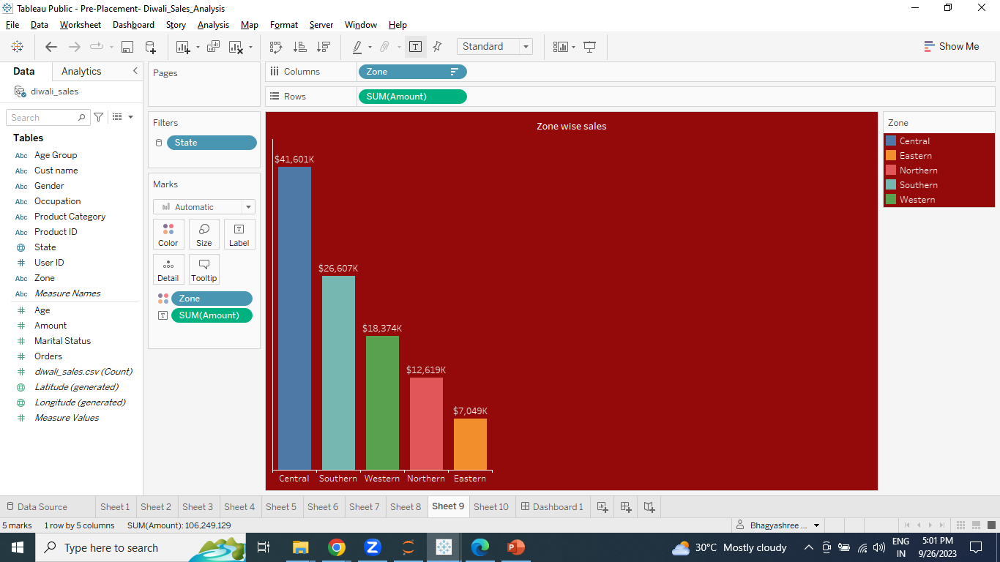 Tableau Public - Pre-Placement- Diwali_Sales_Analysis
File Data Worksheet Dashboard Story Analysis Map Format Server Window Help
Standard
Show Me
Data Analytics
diwali_sales
Search
Tables
Abc Age Group
Abc Cust name
Abc Gender
Abc Occupation
Abc Product Category
Abc Product ID
State
# User ID
Abc Zone
Abc Measure Names
# Age
# Amount
# Marital Status
# Orders
# diwali_sales.csv (Count)
Latitude (generated)
Longitude (generated)
# Measure Values
Pages
Filters
State
Marks
Automatic
Color Size Label
Detail Tooltip
Zone
SUM(Amount)
Columns Zone
Rows SUM(Amount)
Zone wise sales
$41,601K
$26,607K
$18,374K
$12,619K
$7,049K
Central Southern Western Northern Eastern
Zone
Central
Eastern
Northern
Southern
Western
Data Source Sheet 1 Sheet 2 Sheet 3 Sheet 4 Sheet 5 Sheet 6 Sheet 7 Sheet 8 Sheet 9 Sheet 10 Dashboard 1
5 marks 1 row by 5 columns SUM(Amount): 106,249,129 Bhagyashree ...
Type here to search
30°C Mostly cloudy
ENG
IN
5:01 PM
9/26/2023